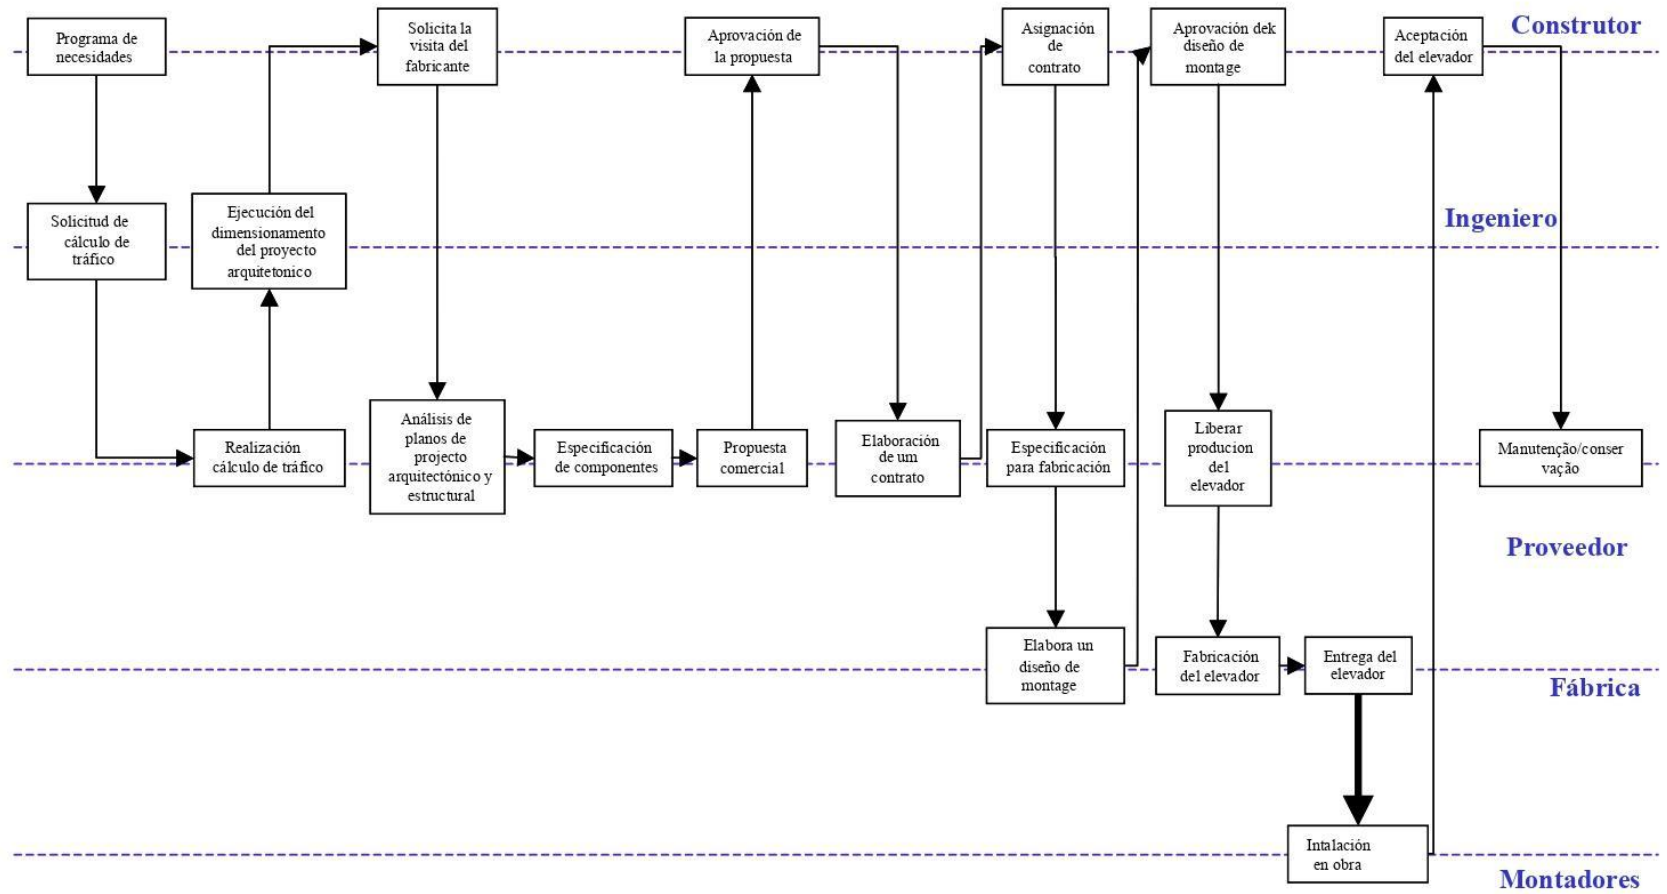 Programa de
necesidades
Solicita la
visita del
fabricante
Aprovación de
la propuesta
Asignación
de
contrato
Aprovación dek
diseño de
montage
Aceptación
del elevador
Construtor
Solicitud de
cálculo de
tráfico
Ejecución del
dimensionamento
del proyecto
arquitetonico
Ingeniero
Realización
cálculo de tráfico
Análisis de
planos de
projecto
arquitectónico y
estructural
Especificación
de componentes
Propuesta
comercial
Elaboración
de um
contrato
Especificación
para fabricación
Liberar
producion
del
elevador
Manutenção/conser
vação
Proveedor
Elabora un
diseño de
montage
Fabricación
del elevador
Entrega del
elevador
Fábrica
Intalación
en obra
Montadores